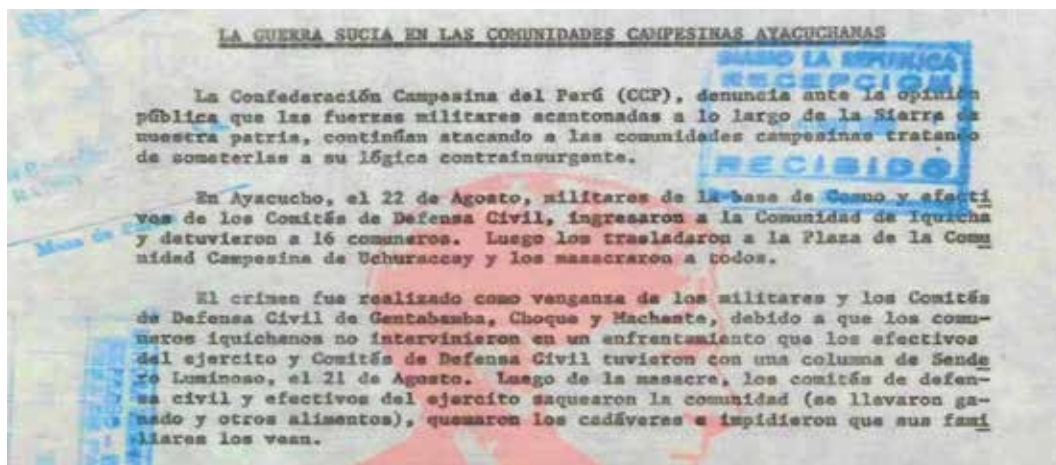 LA GUERRA SUCIA EN LAS COMUNIDADES CAMPESINAS AYACUCHANAS
DIARIO LA REPUBLICA
RECEPCION
La Confederación Campesina del Perú (CCP), denuncia ante la opinión
pública que las fuerzas militares acantonadas a lo largo de la Sierra de
nuestra patria, continúan atacando a las comunidades campesinas tratando
de someterlas a su lógica contrainsurgente.
RECIBIDO
En Ayacucho, el 22 de Agosto, militares de la base de Ccano y efecti
vos de los Comités de Defensa Civil, ingresaron a la Comunidad de Iquicha
y detuvieron a 16 comuneros. Luego los trasladaron a la Plaza de la Comu
nidad Campesina de Uchuraccay y los masacraron a todos.
Mesa de
El crimen fue realizado como venganza de los militares y los Comités
de Defensa Civil de Gentabamba, Choque y Machante, debido a que los comu-
neros iquichanos no intervinieron en un enfrentamiento que los efectivos
del ejercito y Comités de Defensa Civil tuvieron con una columna de Sende
ro Luminoso, el 21 de Agosto. Luego de la masacre, los comités de defen-
sa civil y efectivos del ejercito saquearon la comunidad (se llevaron ga-
nado y otros alimentos), quemaron los cadáveres e impidieron que sus fami
liares los vean.